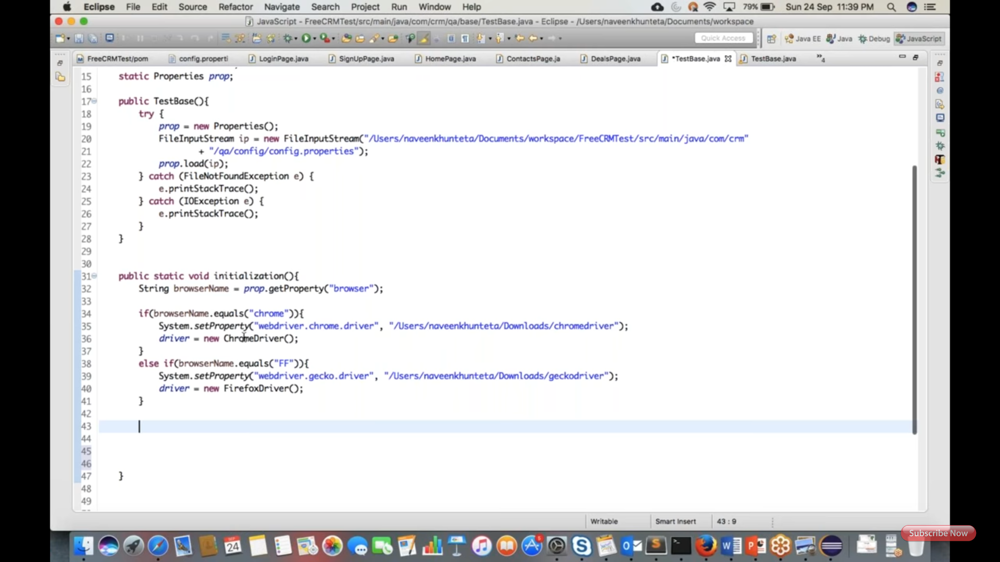 Eclipse File Edit Source Refactor Navigate Search Project Run Window Help 79% Sun 24 Sep 11:39 PM
JavaScript - FreeCRMTest/src/main/java/com/crm/qa/base/TestBase.java - Eclipse - /Users/naveenkhunteta/Documents/workspace
Quick Access Java EE Java Debug JavaScript
FreeCRMTest/pom config.properti LoginPage.java SignUpPage.java HomePage.java ContactsPage.ja DealsPage.java *TestBase.java TestBase.java »4
15 static Properties prop;
16
17 public TestBase(){
18 try {
19 prop = new Properties();
20 FileInputStream ip = new FileInputStream("/Users/naveenkhunteta/Documents/workspace/FreeCRMTest/src/main/java/com/crm"
21 + "/qa/config/config.properties");
22 prop.load(ip);
23 } catch (FileNotFoundException e) {
24 e.printStackTrace();
25 } catch (IOException e) {
26 e.printStackTrace();
27 }
28 }
29
30
31 public static void initialization(){
32 String browserName = prop.getProperty("browser");
33
34 if(browserName.equals("chrome")){
35 System.setProperty("webdriver.chrome.driver", "/Users/naveenkhunteta/Downloads/chromedriver");
36 driver = new ChromeDriver();
37 }
38 else if(browserName.equals("FF")){
39 System.setProperty("webdriver.gecko.driver", "/Users/naveenkhunteta/Downloads/geckodriver");
40 driver = new FirefoxDriver();
41 }
42
43
44
45
46
47 }
48
49
Writable Smart Insert 43 : 9
Subscribe Now
24 5